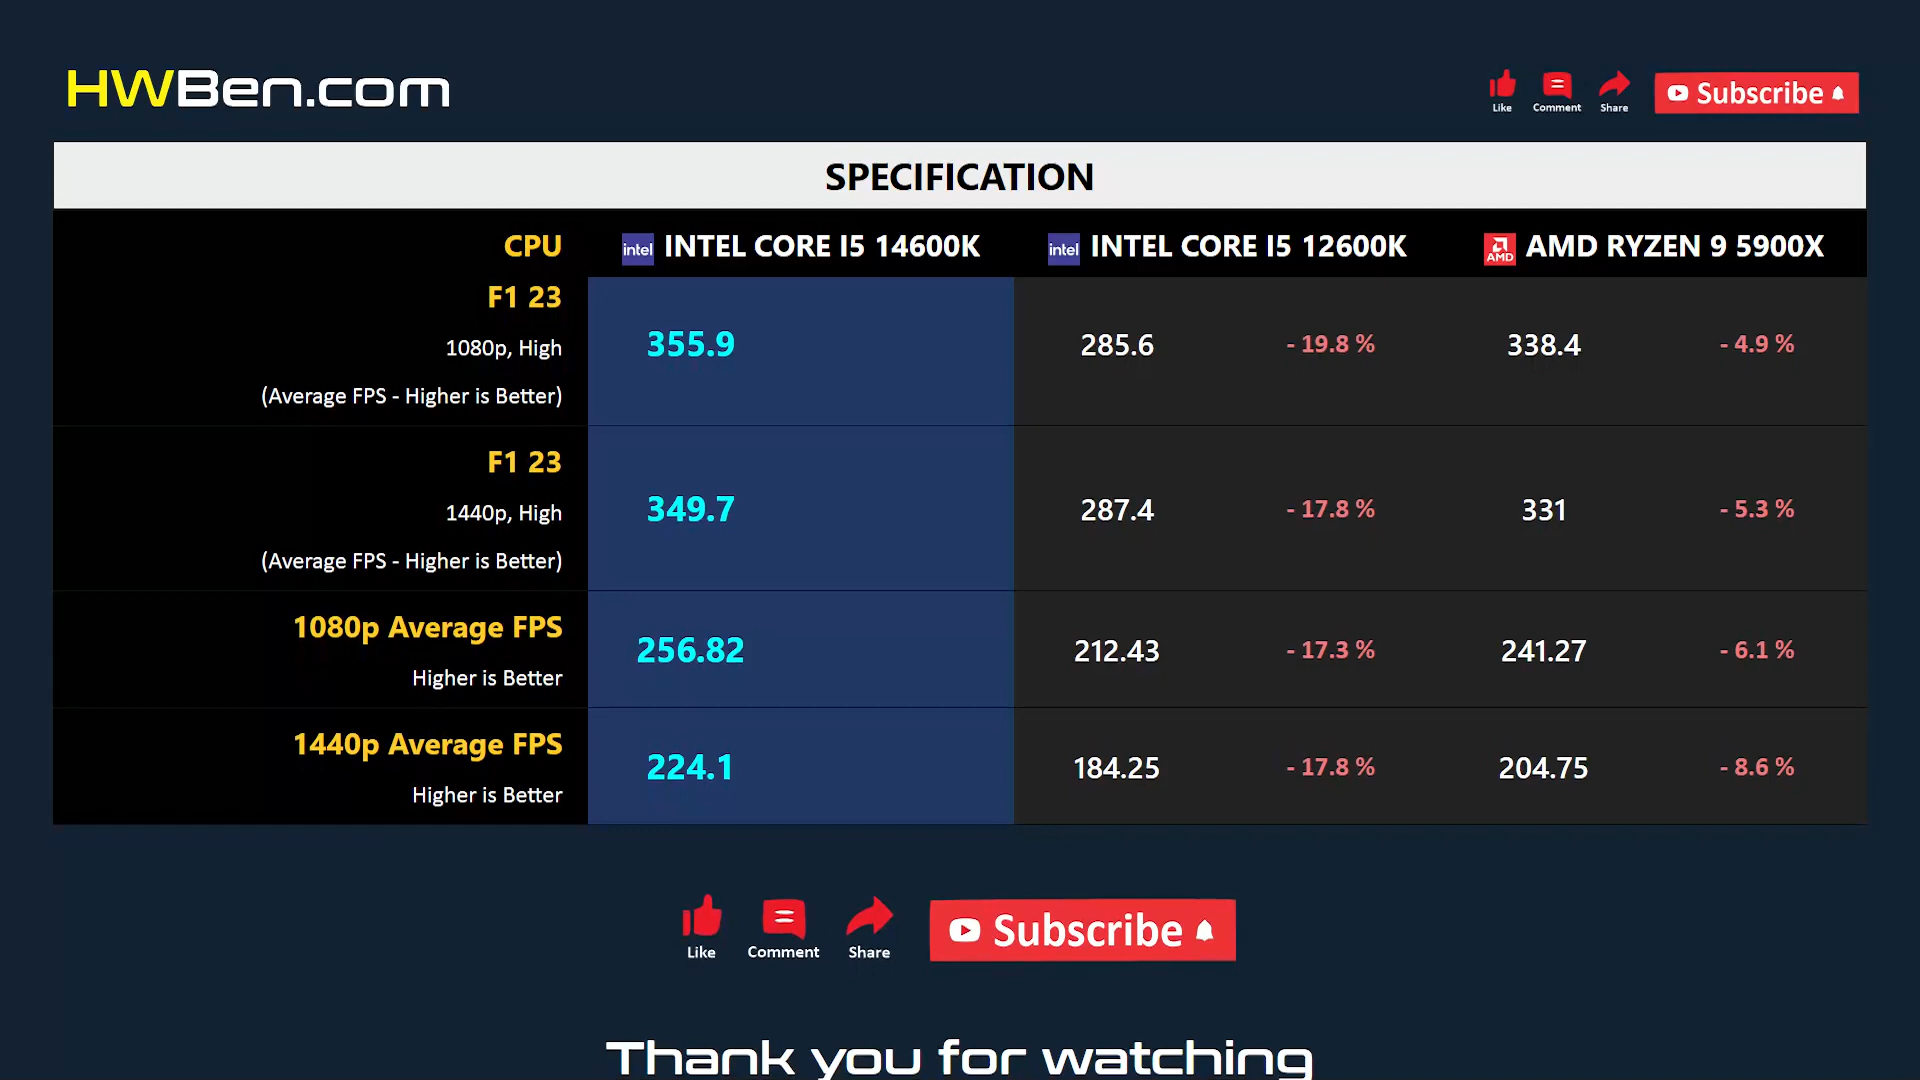 HWBen.com
Like Comment Share Subscribe
SPECIFICATION
CPU intel INTEL CORE I5 14600K intel INTEL CORE I5 12600K AMD AMD RYZEN 9 5900X
F1 23
1080p, High 355.9 285.6 - 19.8 % 338.4 - 4.9 %
(Average FPS - Higher is Better)
F1 23
1440p, High 349.7 287.4 - 17.8 % 331 - 5.3 %
(Average FPS - Higher is Better)
1080p Average FPS 256.82 212.43 - 17.3 % 241.27 - 6.1 %
Higher is Better
1440p Average FPS 224.1 184.25 - 17.8 % 204.75 - 8.6 %
Higher is Better
Like Comment Share Subscribe
Thank you for watching